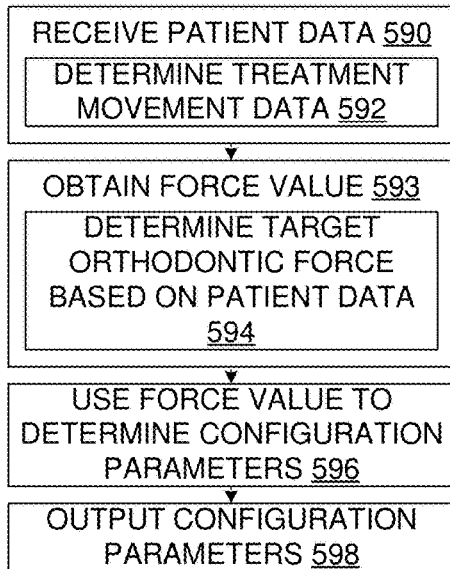 RECEIVE PATIENT DATA 590
DETERMINE TREATMENT
MOVEMENT DATA 592
OBTAIN FORCE VALUE 593
DETERMINE TARGET
ORTHODONTIC FORCE
BASED ON PATIENT DATA
594
USE FORCE VALUE TO
DETERMINE CONFIGURATION
PARAMETERS 596
OUTPUT CONFIGURATION
PARAMETERS 598